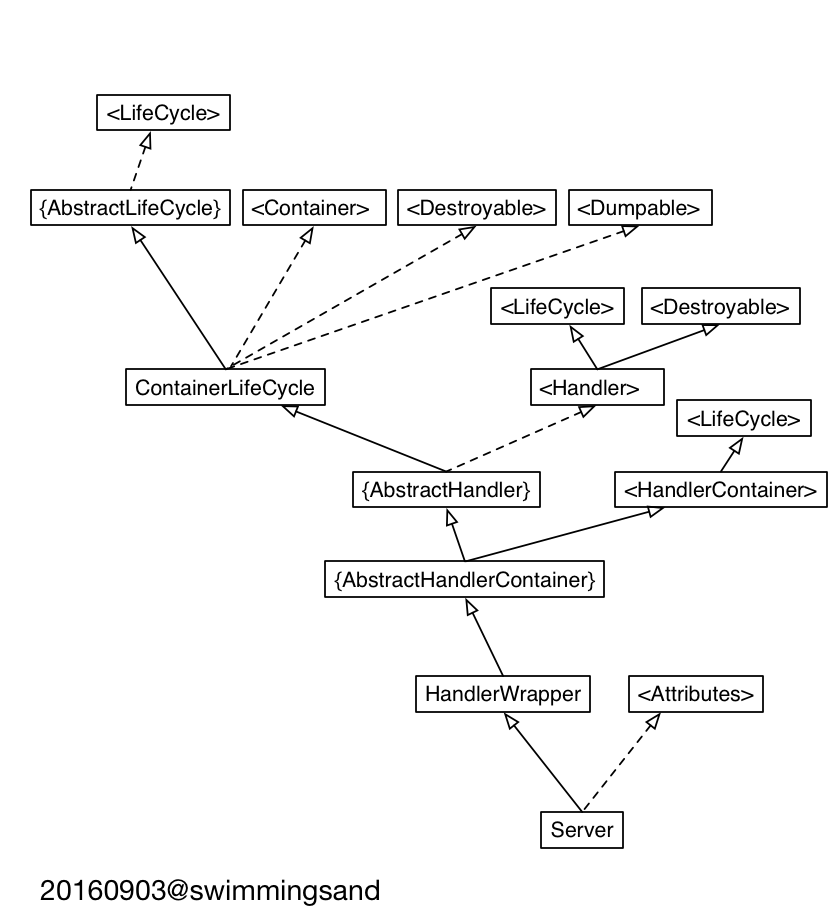 <LifeCycle>
{AbstractLifeCycle}
<Container>
<Destroyable>
<Dumpable>
<LifeCycle>
<Destroyable>
ContainerLifeCycle
<Handler>
<LifeCycle>
{AbstractHandler}
<HandlerContainer>
{AbstractHandlerContainer}
HandlerWrapper
<Attributes>
Server
20160903@swimmingsand